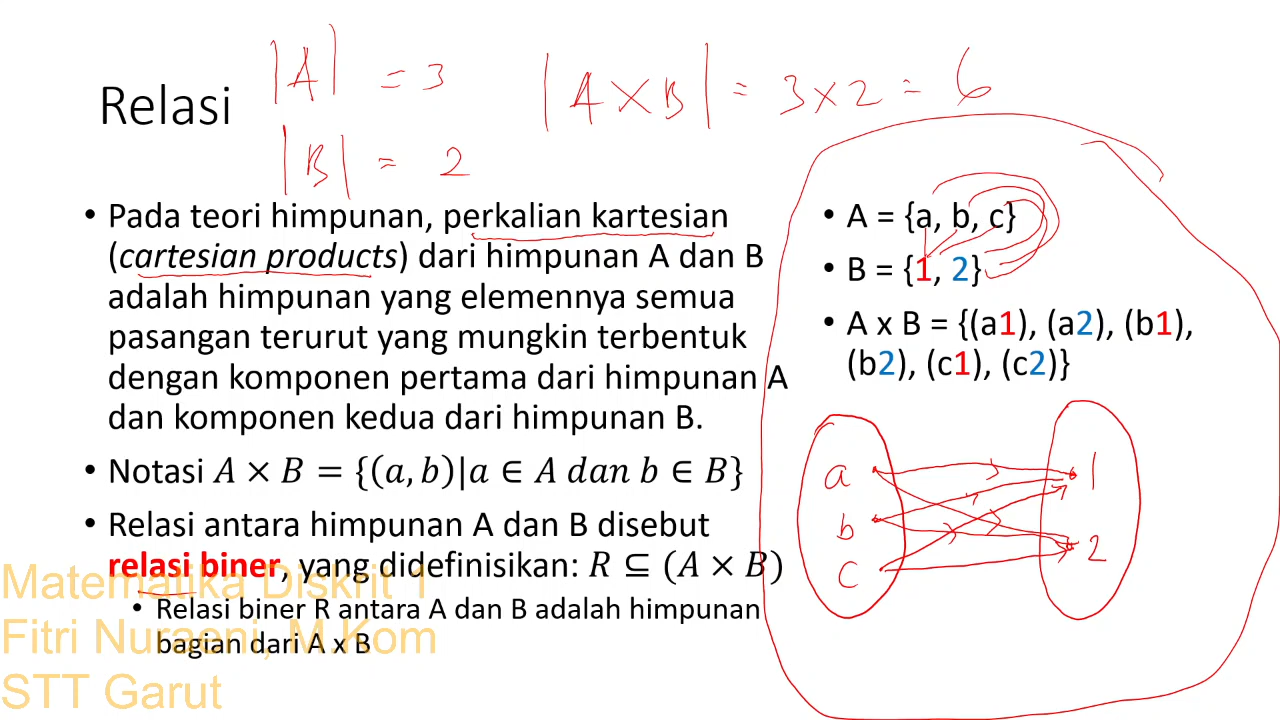 |A| = 3
|A×B| = 3×2 = 6
Relasi
|B| = 2
• Pada teori himpunan, perkalian kartesian
(cartesian products) dari himpunan A dan B
adalah himpunan yang elemennya semua
pasangan terurut yang mungkin terbentuk
dengan komponen pertama dari himpunan A
dan komponen kedua dari himpunan B.
• Notasi A × B = {(a, b)|a ∈ A dan b ∈ B}
• Relasi antara himpunan A dan B disebut
relasi biner, yang didefinisikan: R ⊆ (A × B)
• Relasi biner R antara A dan B adalah himpunan
bagian dari A x B
• A = {a, b, c}
• B = {1, 2}
• A x B = {(a1), (a2), (b1),
(b2), (c1), (c2)}
a 1
b
c 2
Matematika Diskrit 1
Fitri Nuraeni, M.Kom
STT Garut